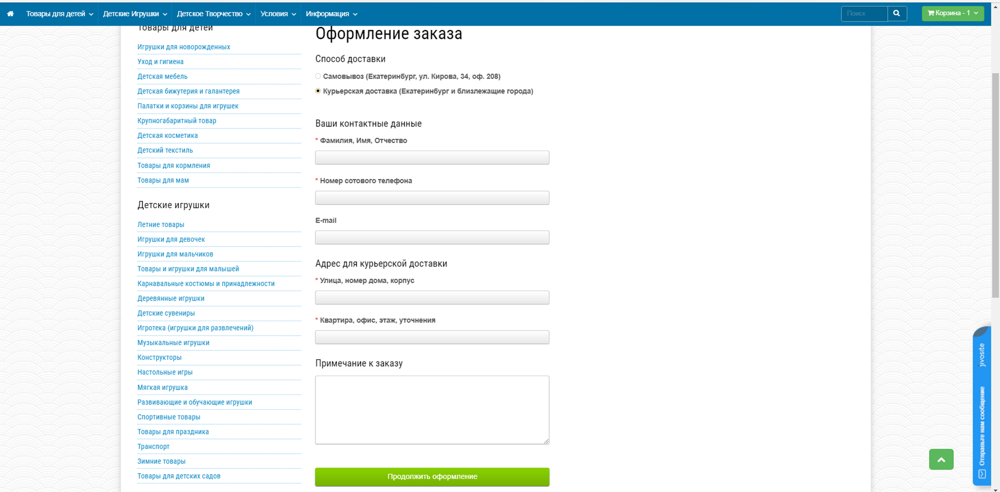 Товары для детей
Детские Игрушки
Детское Творчество
Условия
Информация
Поиск
Корзина - 1
Товары для детей
Игрушки для новорожденных
Уход и гигиена
Детская мебель
Детская бижутерия и галантерея
Палатки и корзины для игрушек
Крупногабаритный товар
Детская косметика
Детский текстиль
Товары для кормления
Товары для мам
Детские игрушки
Летние товары
Игрушки для девочек
Игрушки для мальчиков
Товары и игрушки для малышей
Карнавальные костюмы и принадлежности
Деревянные игрушки
Детские сувениры
Игротека (игрушки для развлечений)
Музыкальные игрушки
Конструкторы
Настольные игры
Мягкая игрушка
Развивающие и обучающие игрушки
Спортивные товары
Товары для праздника
Транспорт
Зимние товары
Товары для детских садов
Оформление заказа
Способ доставки
Самовывоз (Екатеринбург, ул. Кирова, 34, оф. 208)
Курьерская доставка (Екатеринбург и близлежащие города)
Ваши контактные данные
* Фамилия, Имя, Отчество
* Номер сотового телефона
E-mail
Адрес для курьерской доставки
* Улица, номер дома, корпус
* Квартира, офис, этаж, уточнения
Примечание к заказу
Продолжить оформление
jivosite
Отправьте нам сообщение